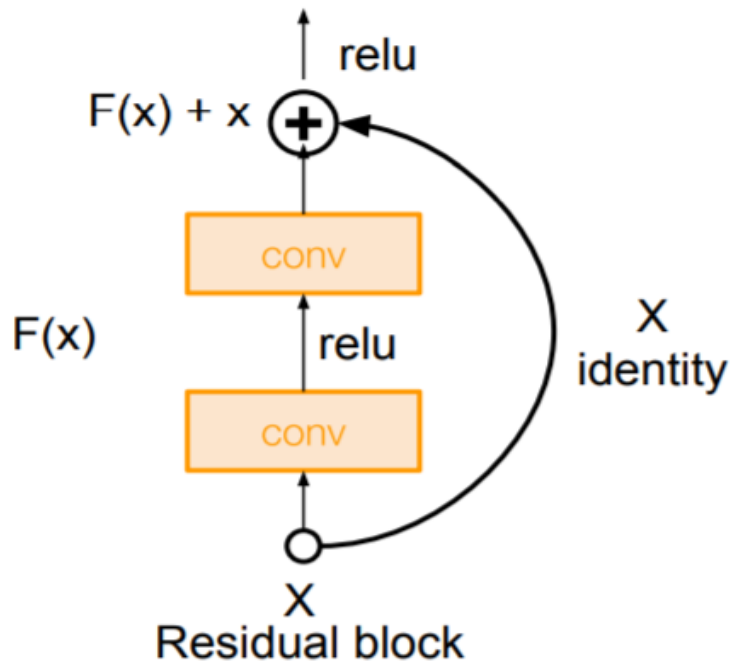 relu
F(x) + x
conv
F(x)
relu
X
identity
conv
X
Residual block